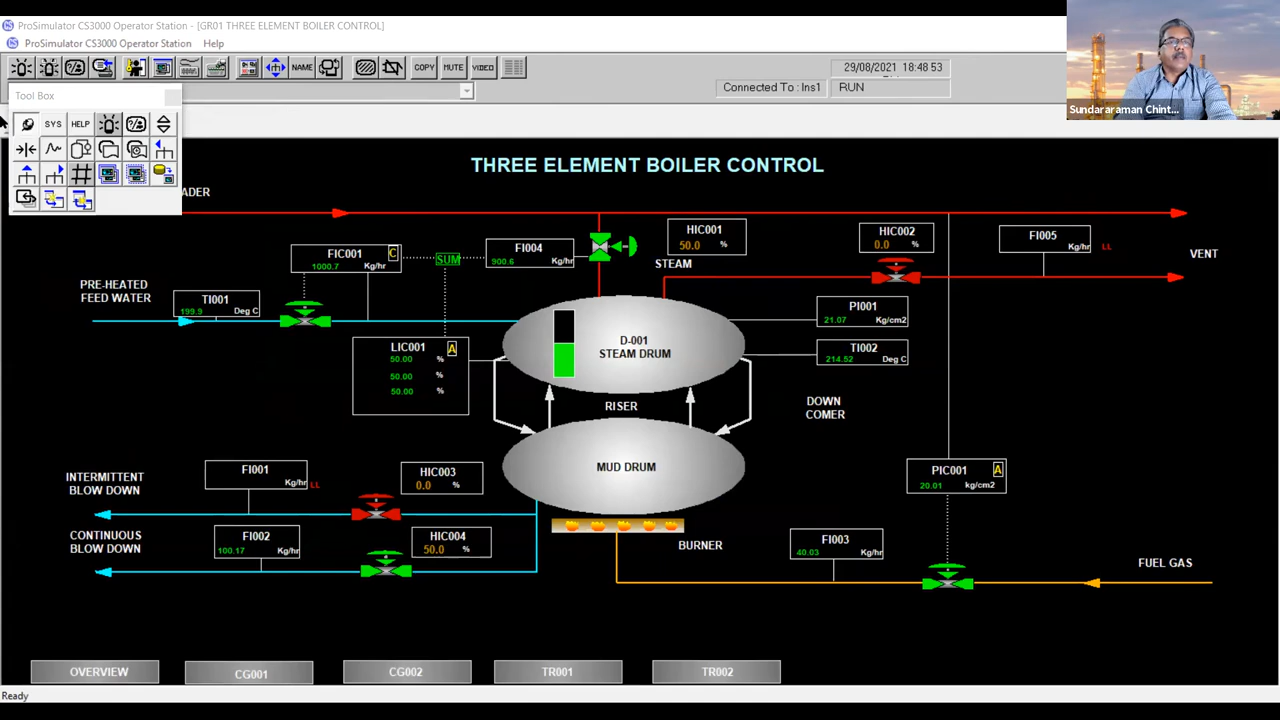 ProSimulator CS3000 Operator Station - [GR01 THREE ELEMENT BOILER CONTROL]
ProSimulator CS3000 Operator Station Help
NAME COPY MUTE VIDEO
29/08/2021 18:48 53
Connected To : Ins1 RUN
Tool Box
SYS HELP
Sundararaman Chint...
THREE ELEMENT BOILER CONTROL
ADER
HIC001
50.0 %
HIC002
0.0 %
FI005
Kg/hr LL
VENT
FIC001 C
1000.7 Kg/hr
SUM
FI004
900.6 Kg/hr
STEAM
PRE-HEATED
FEED WATER
TI001
199.9 Deg C
PI001
21.07 Kg/cm2
TI002
214.52 Deg C
LIC001 A
50.00 %
50.00 %
50.00 %
D-001
STEAM DRUM
RISER
DOWN
COMER
MUD DRUM
INTERMITTENT
BLOW DOWN
FI001
Kg/hr LL
HIC003
0.0 %
PIC001 A
20.01 kg/cm2
CONTINUOUS
BLOW DOWN
FI002
100.17 Kg/hr
HIC004
50.0 %
BURNER
FI003
40.03 Kg/hr
FUEL GAS
OVERVIEW CG001 CG002 TR001 TR002
Ready